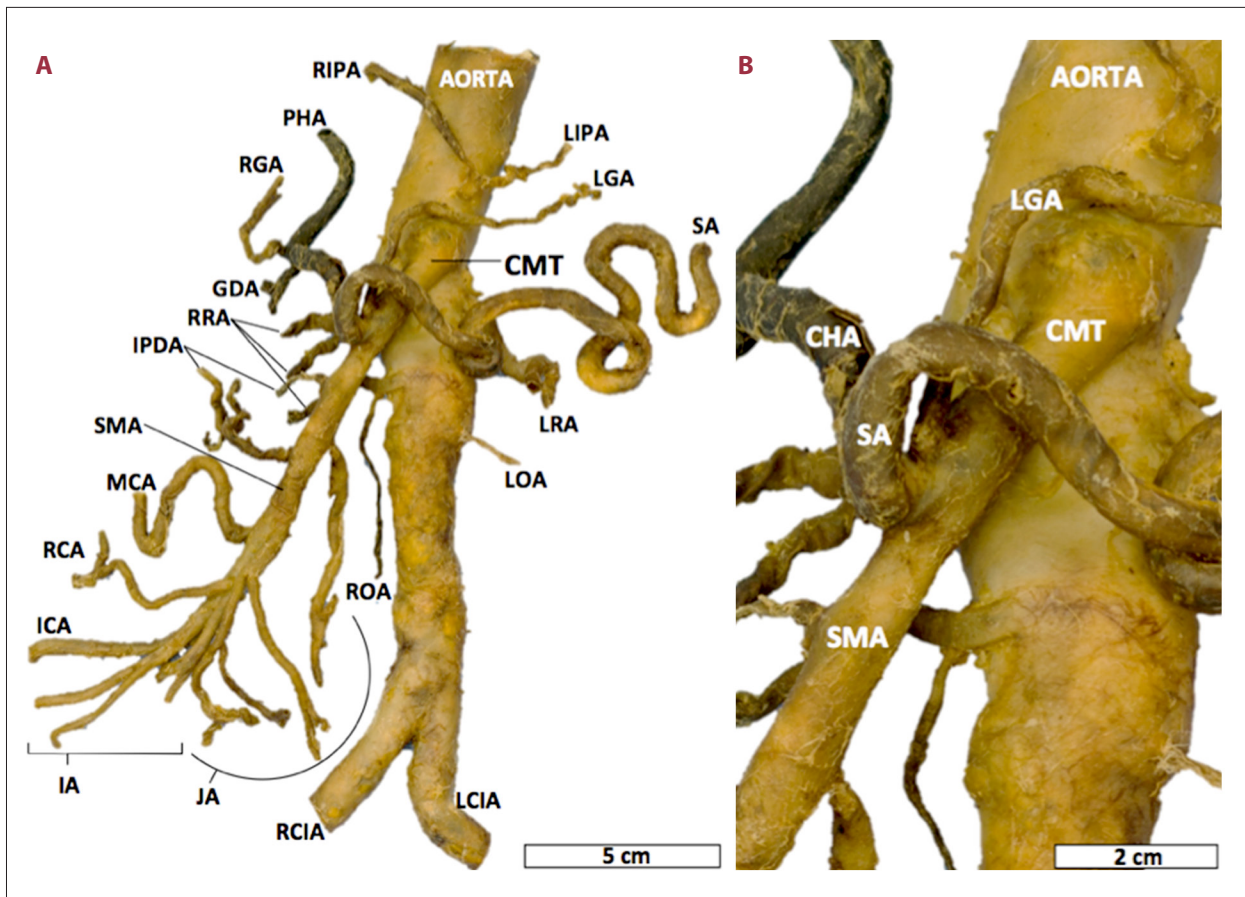 A
RIPA
AORTA
PHA
LIPA
RGA
LGA
SA
CMT
GDA
RRA
IPDA
SMA
LRA
MCA
LOA
RCA
ROA
ICA
IA
JA
LCIA
RCIA
5 cm
B
AORTA
LGA
CMT
CHA
SA
SMA
2 cm